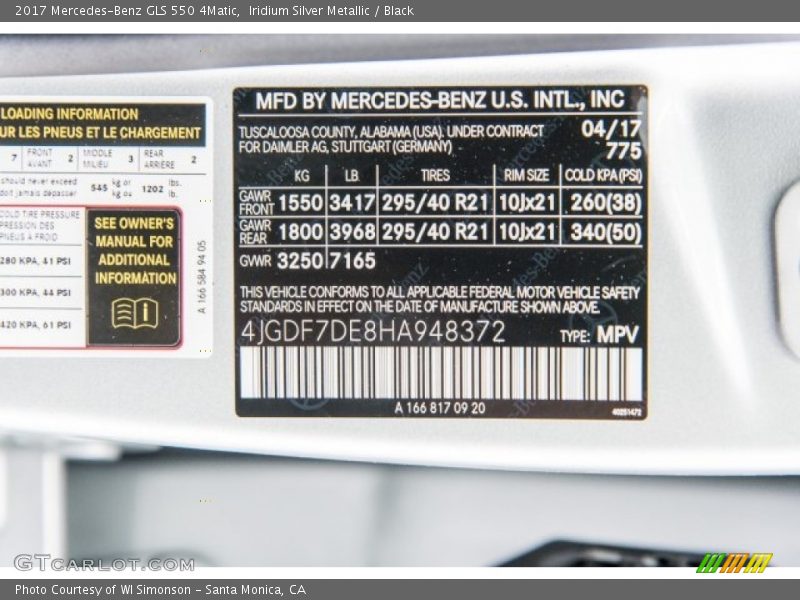 2017 Mercedes-Benz GLS 550 4Matic, Iridium Silver Metallic / Black
LOADING INFORMATION
UR LES PNEUS ET LE CHARGEMENT
7 FRONT AVANT 2 MIDDLE MILIEU 3 REAR ARRIÈRE 2
should never exceed
doit jamais dépasser
545 kg or kg ou 1202 lbs. lb.
COLD TIRE PRESSURE
PRESSION DES
PNEUS À FROID
280 KPA, 41 PSI
300 KPA, 44 PSI
420 KPA, 61 PSI
SEE OWNER'S
MANUAL FOR
ADDITIONAL
INFORMATION
A 166 584 94 05
MFD BY MERCEDES-BENZ U.S. INTL., INC
TUSCALOOSA COUNTY, ALABAMA (USA). UNDER CONTRACT 04/17
FOR DAIMLER AG, STUTTGART (GERMANY) 775
KG LB TIRES RIM SIZE COLD KPA (PSI)
GAWR FRONT 1550 3417 295/40 R21 10Jx21 260(38)
GAWR REAR 1800 3968 295/40 R21 10Jx21 340(50)
GVWR 3250 7165
THIS VEHICLE CONFORMS TO ALL APPLICABLE FEDERAL MOTOR VEHICLE SAFETY
STANDARDS IN EFFECT ON THE DATE OF MANUFACTURE SHOWN ABOVE.
4JGDF7DE8HA948372 TYPE: MPV
A 166 817 09 20
40251472
GTCARLOT.COM
Photo Courtesy of WI Simonson - Santa Monica, CA